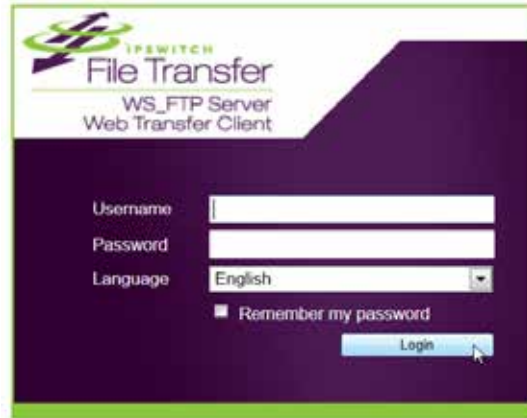 IPSWITCH
File Transfer
WS_FTP Server
Web Transfer Client
Username
Password
Language
English
Remember my password
Login